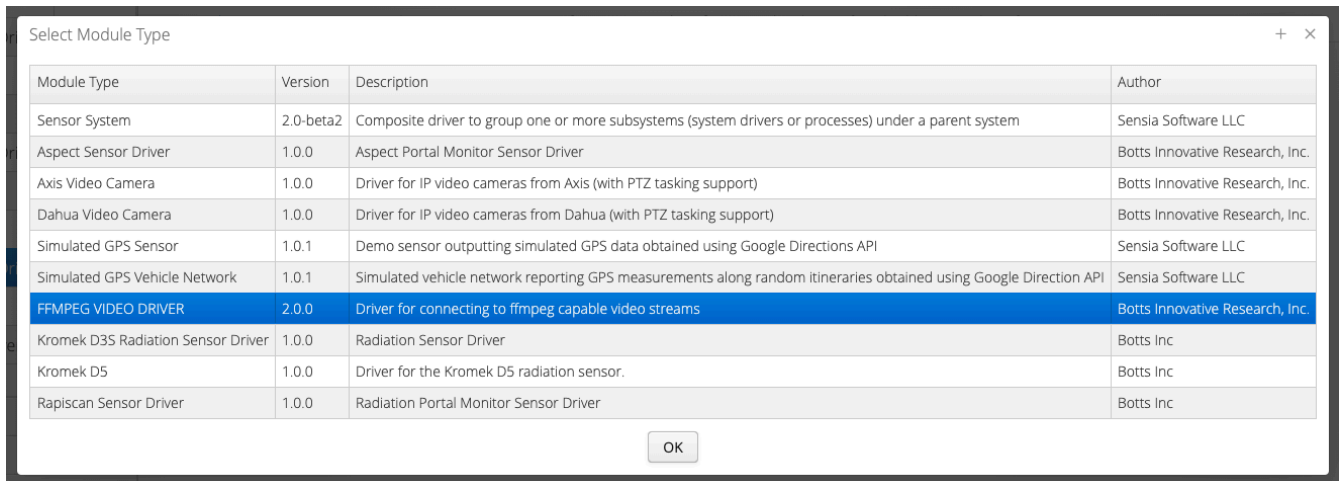 Select Module Type
Module Type Version Description Author
Sensor System 2.0-beta2 Composite driver to group one or more subsystems (system drivers or processes) under a parent system Sensia Software LLC
Aspect Sensor Driver 1.0.0 Aspect Portal Monitor Sensor Driver Botts Innovative Research, Inc.
Axis Video Camera 1.0.0 Driver for IP video cameras from Axis (with PTZ tasking support) Botts Innovative Research, Inc.
Dahua Video Camera 1.0.0 Driver for IP video cameras from Dahua (with PTZ tasking support) Botts Innovative Research, Inc.
Simulated GPS Sensor 1.0.1 Demo sensor outputting simulated GPS data obtained using Google Directions API Sensia Software LLC
Simulated GPS Vehicle Network 1.0.1 Simulated vehicle network reporting GPS measurements along random itineraries obtained using Google Direction API Sensia Software LLC
FFMPEG VIDEO DRIVER 2.0.0 Driver for connecting to ffmpeg capable video streams Botts Innovative Research, Inc.
Kromek D3S Radiation Sensor Driver 1.0.0 Radiation Sensor Driver Botts Inc
Kromek D5 1.0.0 Driver for the Kromek D5 radiation sensor. Botts Inc
Rapiscan Sensor Driver 1.0.0 Radiation Portal Monitor Sensor Driver Botts Inc
OK